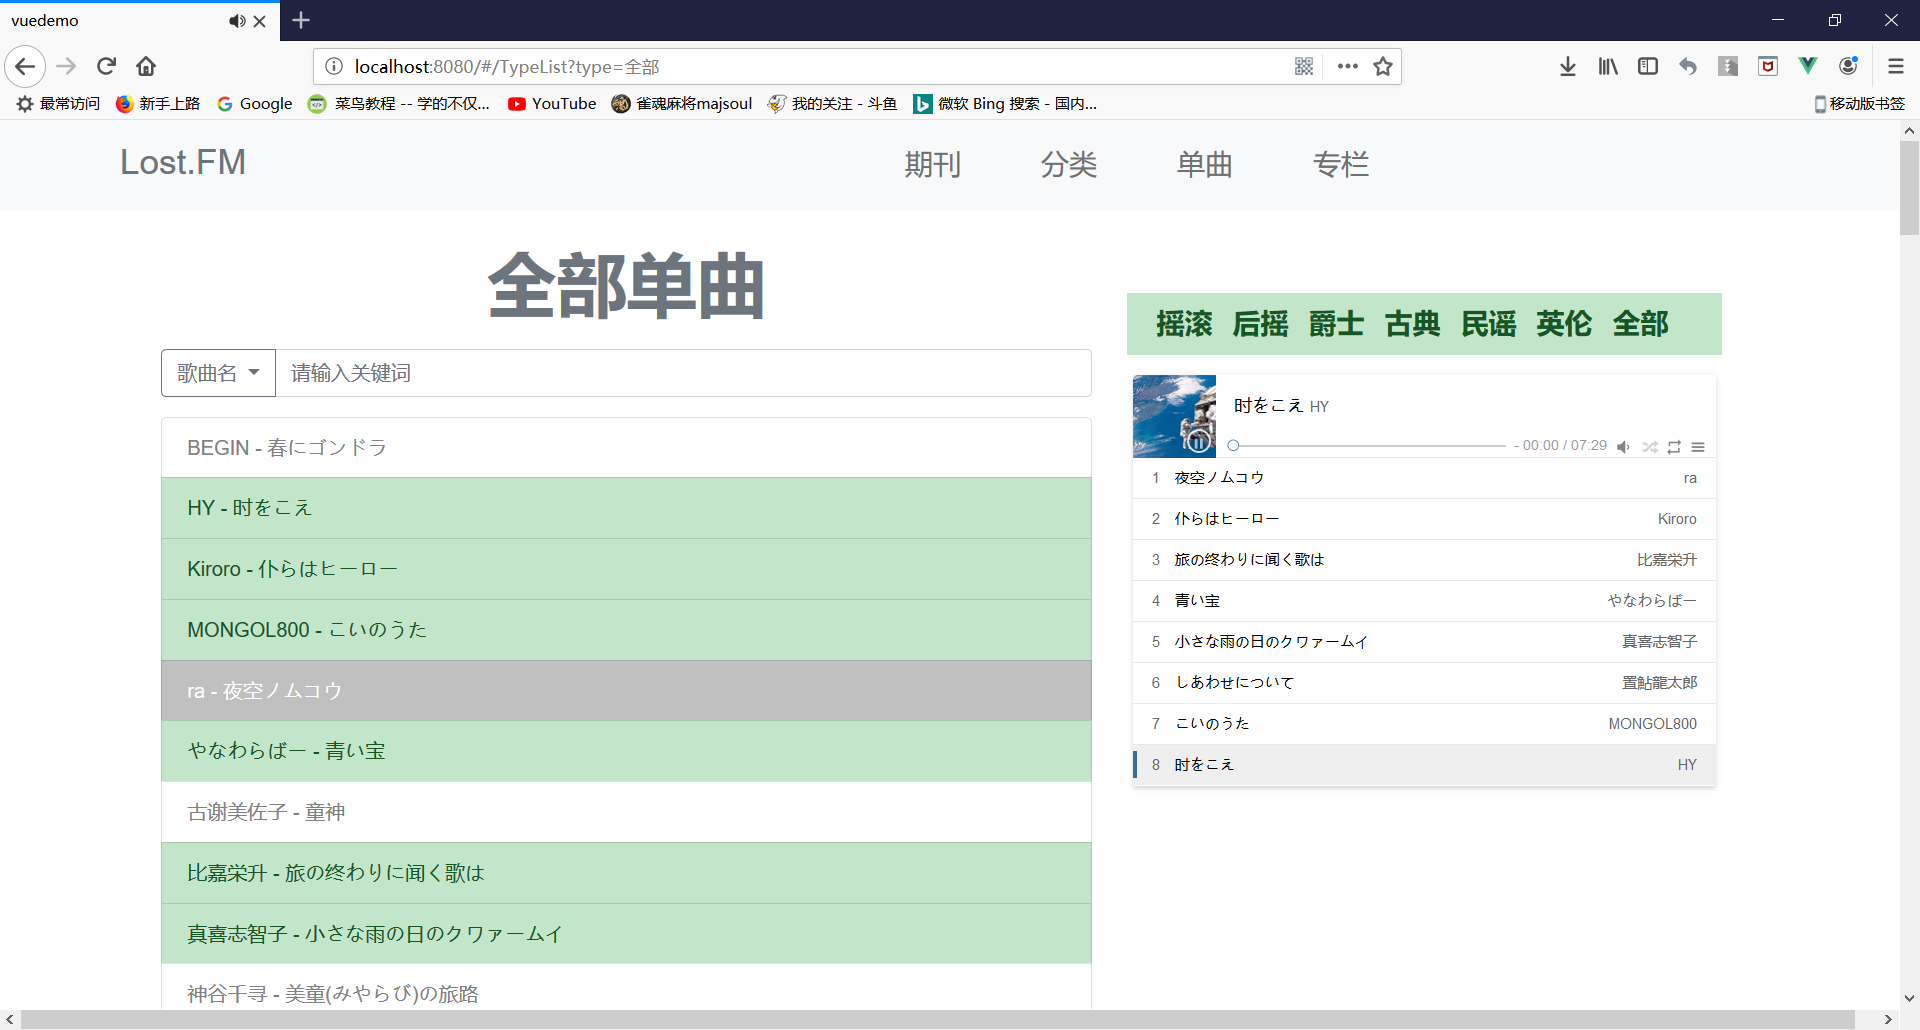 vuedemo
localhost:8080/#/TypeList?type=全部
最常访问 新手上路 Google 菜鸟教程 -- 学的不仅... YouTube 雀魂麻将majsoul 我的关注 - 斗鱼 微软 Bing 搜索 - 国内... 移动版书签
Lost.FM 期刊 分类 单曲 专栏
全部单曲
歌曲名 请输入关键词
BEGIN - 春にゴンドラ
HY - 时をこえ
Kiroro - 仆らはヒーロー
MONGOL800 - こいのうた
ra - 夜空ノムコウ
やなわらばー - 青い宝
古谢美佐子 - 童神
比嘉栄升 - 旅の终わりに闻く歌は
真喜志智子 - 小さな雨の日のクワァームイ
神谷千寻 - 美童(みやらび)の旅路
摇滚 后摇 爵士 古典 民谣 英伦 全部
时をこえ HY
- 00:00 / 07:29
1 夜空ノムコウ ra
2 仆らはヒーロー Kiroro
3 旅の终わりに闻く歌は 比嘉栄升
4 青い宝 やなわらばー
5 小さな雨の日のクワァームイ 真喜志智子
6 しあわせについて 置鮎龍太郎
7 こいのうた MONGOL800
8 时をこえ HY